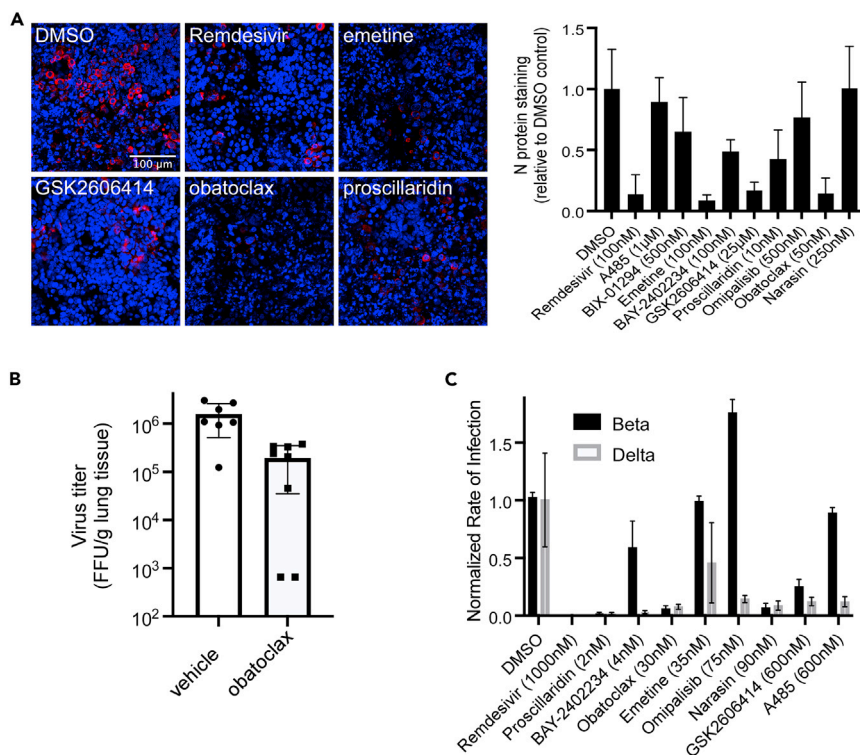 A
DMSO
Remdesivir
emetine
100 µm
GSK2606414
obatoclax
proscillaridin
N protein staining
(relative to DMSO control)
1.5
1.0
0.5
0.0
DMSO
Remdesivir (100nM)
A485 (1µM)
BIX-01294 (500nM)
Emetine (100nM)
BAY-2402234 (100nM)
GSK2606414 (25µM)
Proscillaridin (10nM)
Omipalisib (500nM)
Obatoclax (50nM)
Narasin (250nM)
B
Virus titer
(FFU/g lung tissue)
10⁶
10⁵
10⁴
10³
10²
vehicle
obatoclax
C
Normalized Rate of Infection
1.5
1.0
0.5
0.0
Beta
Delta
DMSO
Remdesivir (1000nM)
Proscillaridin (2nM)
BAY-2402234 (4nM)
Obatoclax (30nM)
Emetine (35nM)
Omipalisib (75nM)
Narasin (90nM)
GSK2606414 (600nM)
A485 (600nM)